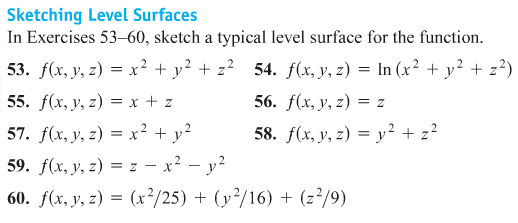 Sketching Level Surfaces
In Exercises 53–60, sketch a typical level surface for the function.
53. f(x, y, z) = x² + y² + z² 54. f(x, y, z) = ln (x² + y² + z²)
55. f(x, y, z) = x + z 56. f(x, y, z) = z
57. f(x, y, z) = x² + y² 58. f(x, y, z) = y² + z²
59. f(x, y, z) = z − x² − y²
60. f(x, y, z) = (x²/25) + (y²/16) + (z²/9)